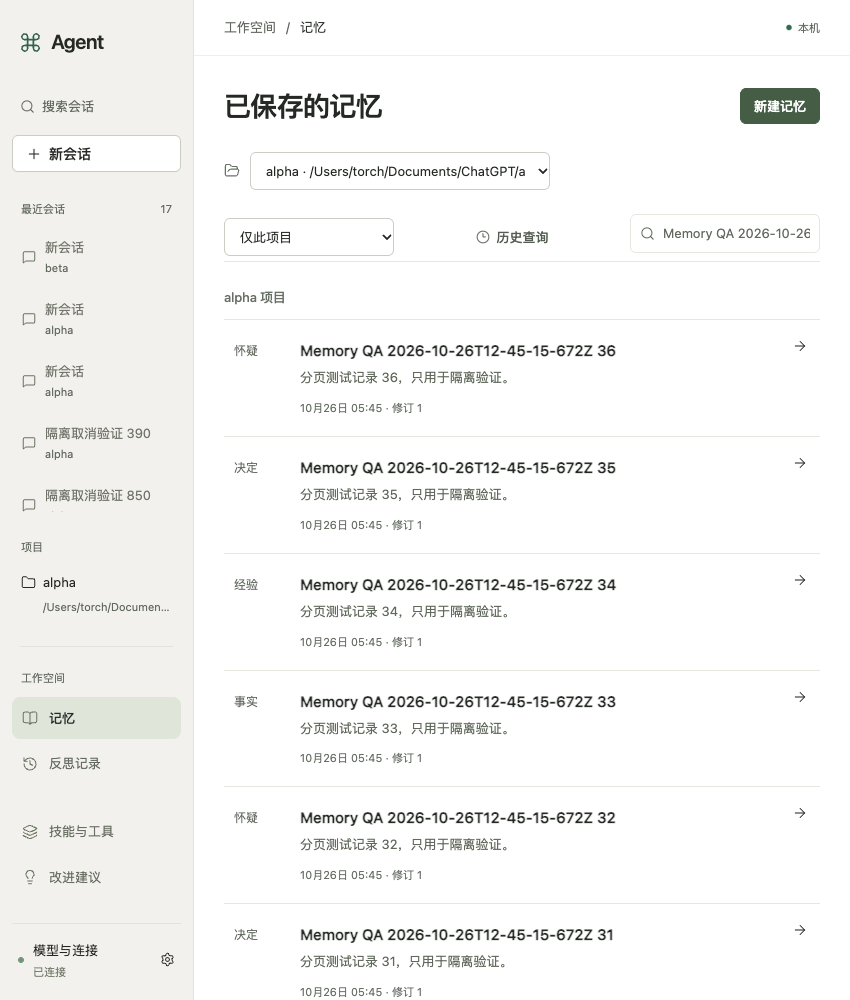 Agent
搜索会话
新会话
最近会话 17
新会话
beta
新会话
alpha
新会话
alpha
隔离取消验证 390
alpha
隔离取消验证 850
项目
alpha
/Users/torch/Documen...
工作空间
记忆
反思记录
技能与工具
改进建议
模型与连接
已连接
工作空间 / 记忆
本机
已保存的记忆
新建记忆
alpha · /Users/torch/Documents/ChatGPT/a
仅此项目
历史查询
Memory QA 2026-10-26
alpha 项目
怀疑
Memory QA 2026-10-26T12-45-15-672Z 36
分页测试记录 36，只用于隔离验证。
10月26日 05:45 · 修订 1
决定
Memory QA 2026-10-26T12-45-15-672Z 35
分页测试记录 35，只用于隔离验证。
10月26日 05:45 · 修订 1
经验
Memory QA 2026-10-26T12-45-15-672Z 34
分页测试记录 34，只用于隔离验证。
10月26日 05:45 · 修订 1
事实
Memory QA 2026-10-26T12-45-15-672Z 33
分页测试记录 33，只用于隔离验证。
10月26日 05:45 · 修订 1
怀疑
Memory QA 2026-10-26T12-45-15-672Z 32
分页测试记录 32，只用于隔离验证。
10月26日 05:45 · 修订 1
决定
Memory QA 2026-10-26T12-45-15-672Z 31
分页测试记录 31，只用于隔离验证。
10月26日 05:45 · 修订 1